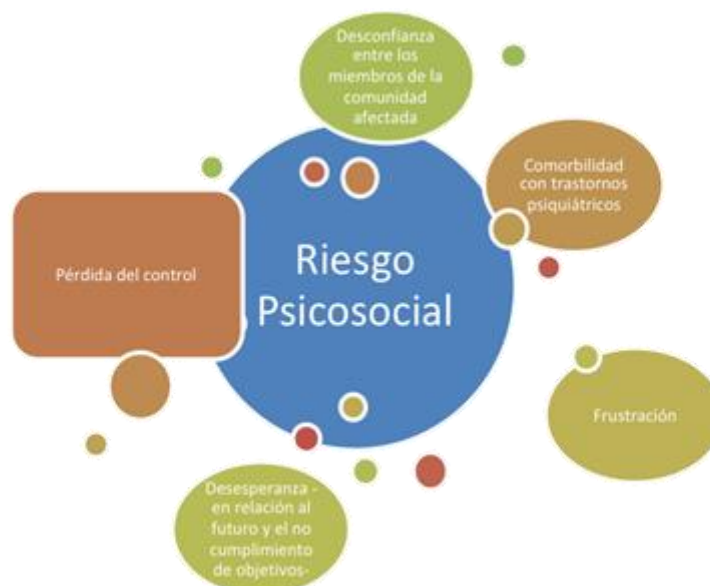 Desconfianza
entre los
miembros de la
comunidad
afectada
Comorbilidad
con trastornos
psiquiátricos
Riesgo
Psicosocial
Pérdida del control
Frustración
Desesperanza -
en relación al
futuro y el no
cumplimiento
de objetivos-